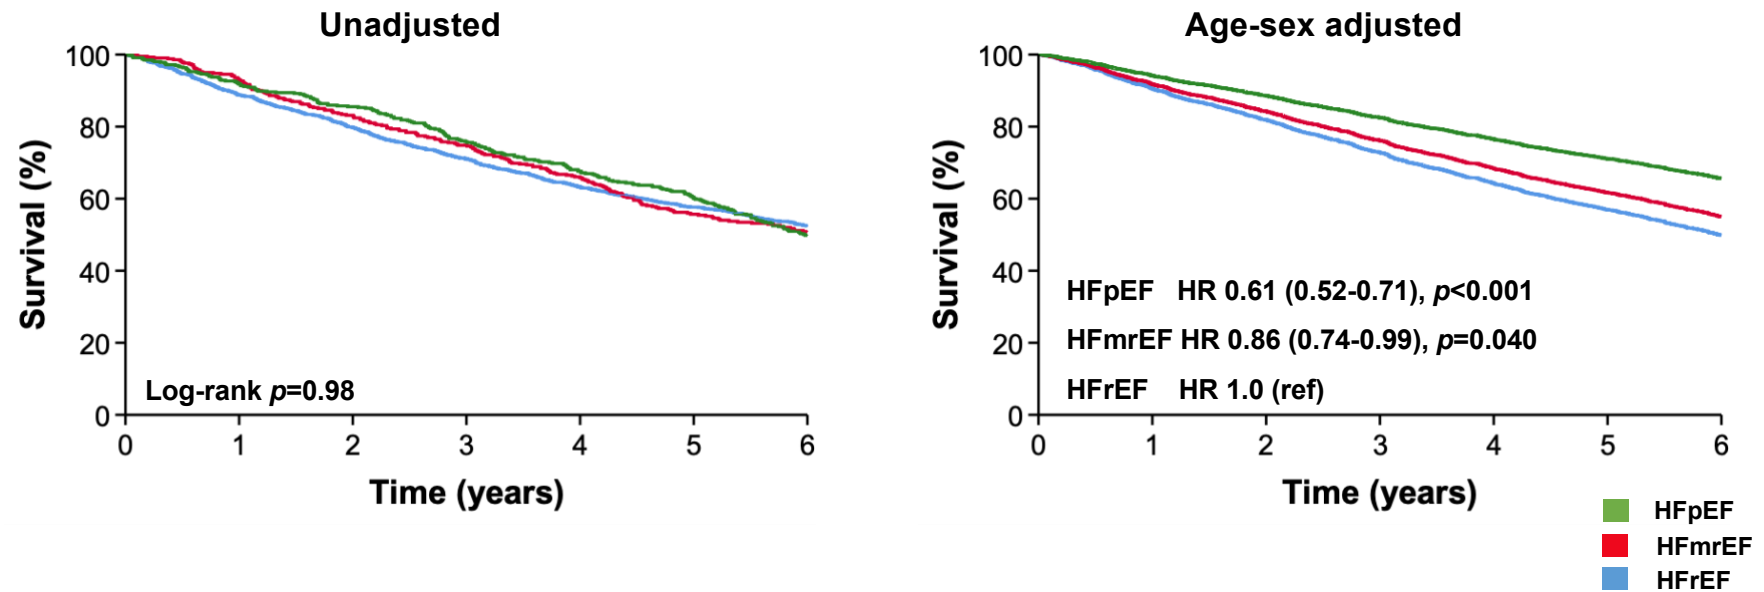 Unadjusted
100
80
60
40
20
0
Survival (%)
Log-rank p=0.98
0 1 2 3 4 5 6
Time (years)
Age-sex adjusted
100
80
60
40
20
0
Survival (%)
HFpEF HR 0.61 (0.52-0.71), p<0.001
HFmrEF HR 0.86 (0.74-0.99), p=0.040
HFrEF HR 1.0 (ref)
0 1 2 3 4 5 6
Time (years)
HFpEF
HFmrEF
HFrEF